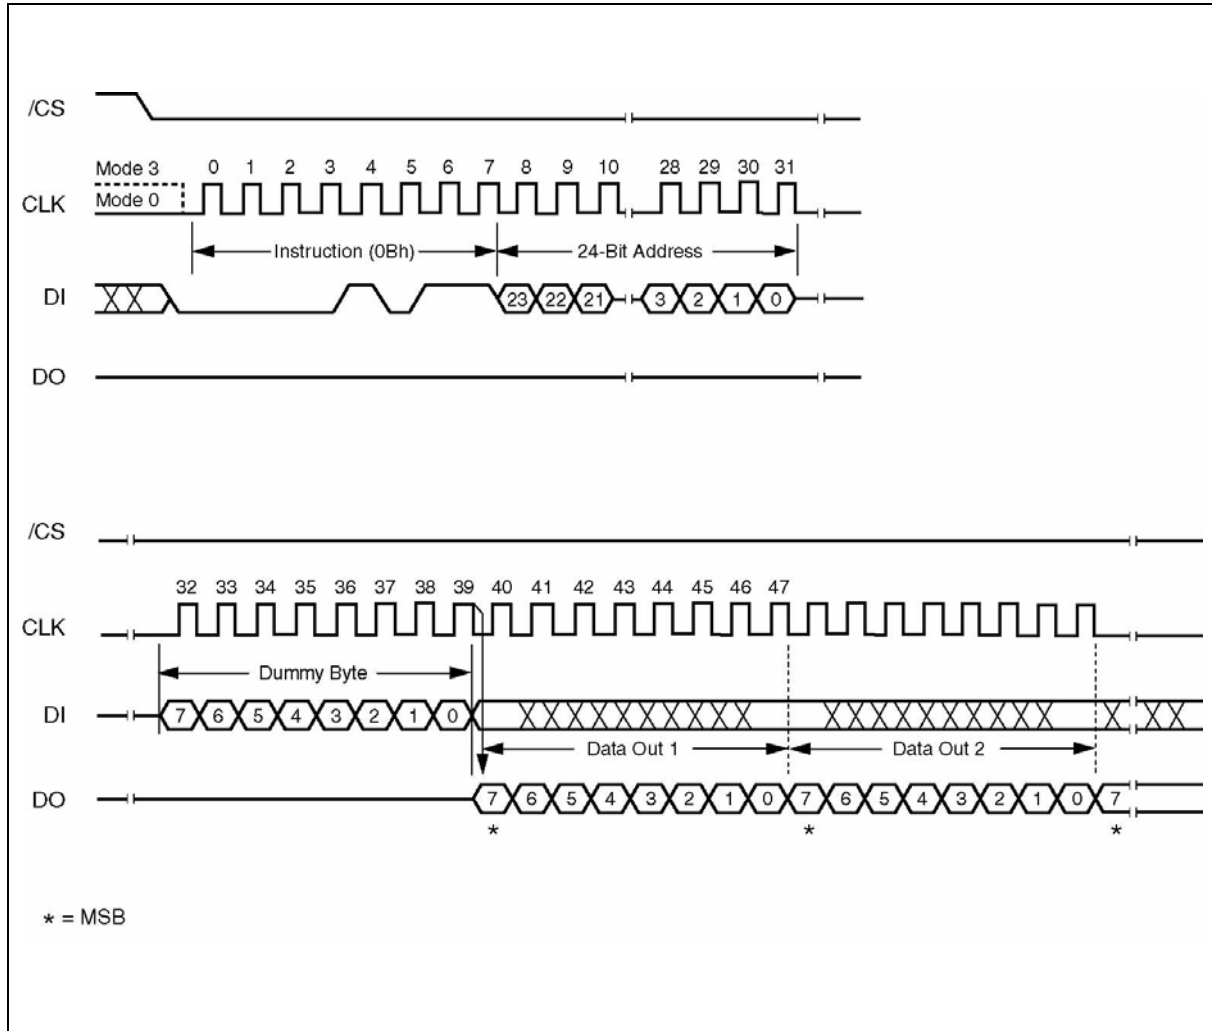 /CS
Mode 3 0 1 2 3 4 5 6 7 8 9 10 28 29 30 31
CLK Mode 0
Instruction (0Bh) 24-Bit Address
DI 23 22 21 3 2 1 0
DO
/CS
32 33 34 35 36 37 38 39 40 41 42 43 44 45 46 47
CLK
Dummy Byte
DI 7 6 5 4 3 2 1 0
Data Out 1 Data Out 2
DO 7 6 5 4 3 2 1 0 7 6 5 4 3 2 1 0 7
* * *
* = MSB